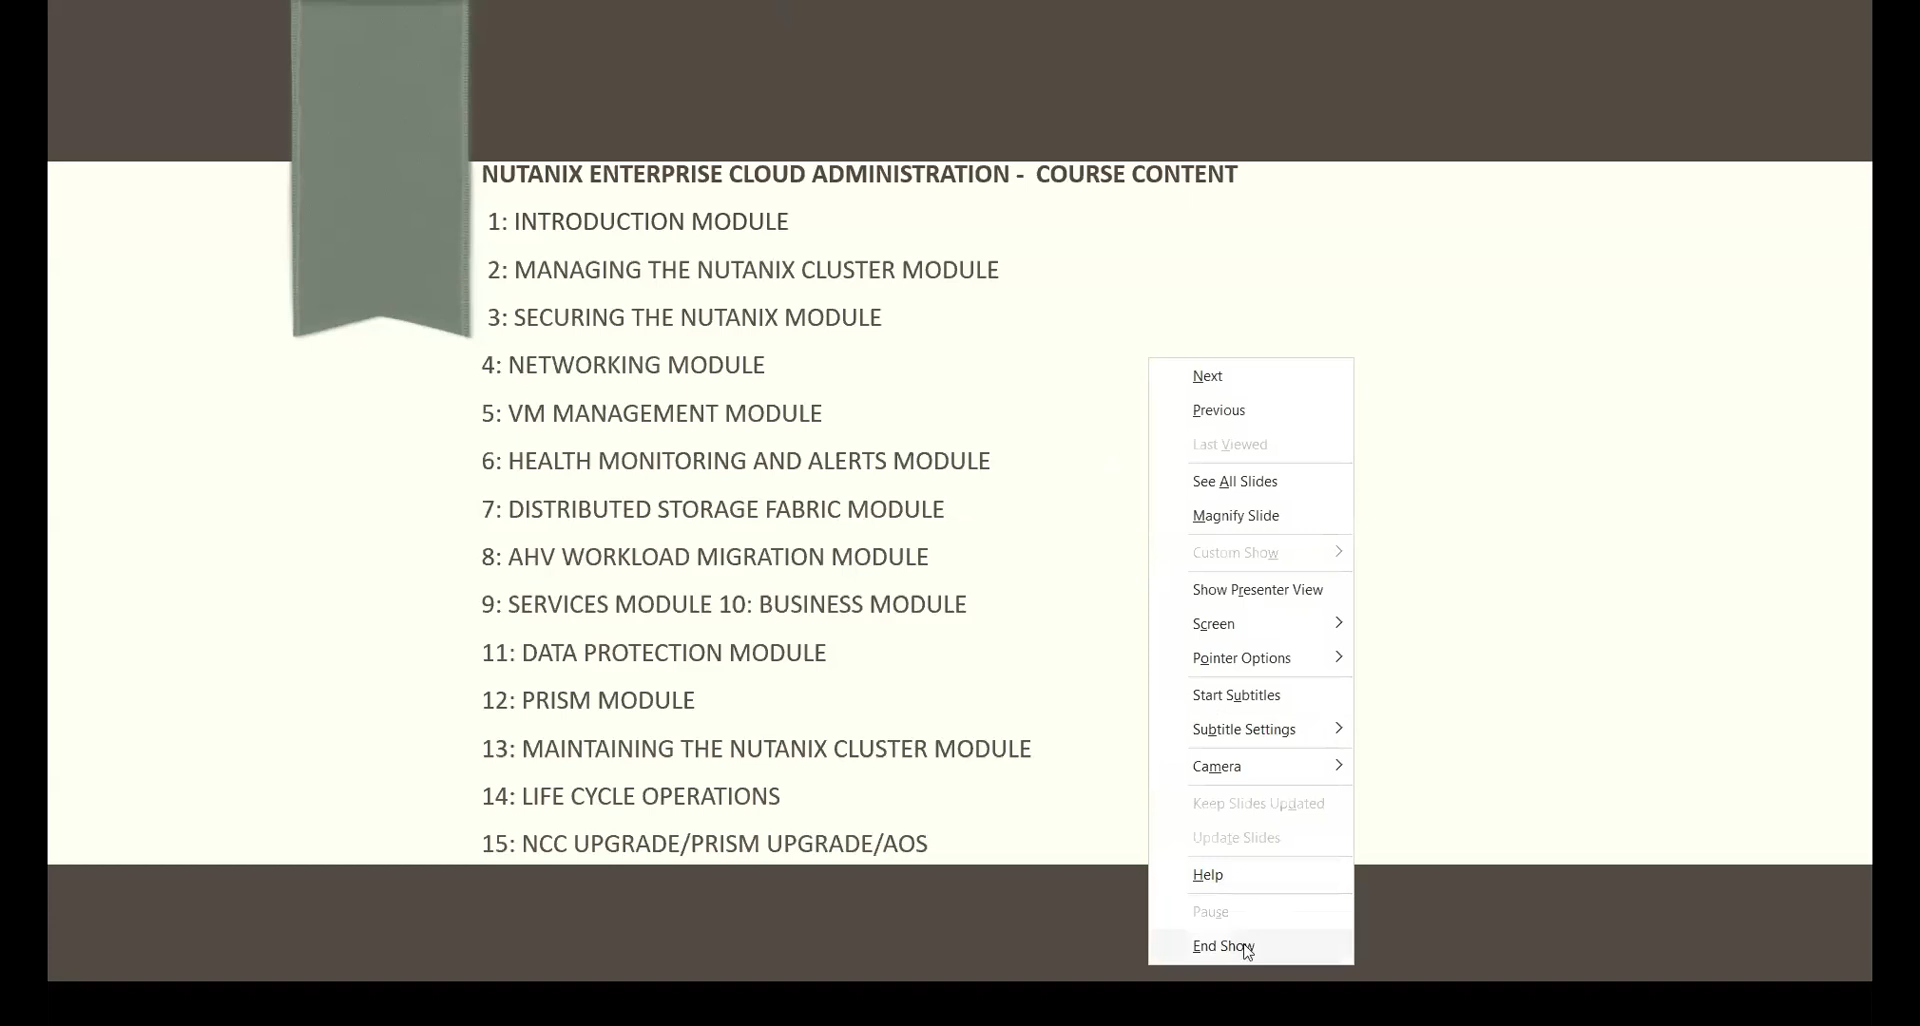 NUTANIX ENTERPRISE CLOUD ADMINISTRATION - COURSE CONTENT
1: INTRODUCTION MODULE
2: MANAGING THE NUTANIX CLUSTER MODULE
3: SECURING THE NUTANIX MODULE
4: NETWORKING MODULE
5: VM MANAGEMENT MODULE
6: HEALTH MONITORING AND ALERTS MODULE
7: DISTRIBUTED STORAGE FABRIC MODULE
8: AHV WORKLOAD MIGRATION MODULE
9: SERVICES MODULE 10: BUSINESS MODULE
11: DATA PROTECTION MODULE
12: PRISM MODULE
13: MAINTAINING THE NUTANIX CLUSTER MODULE
14: LIFE CYCLE OPERATIONS
15: NCC UPGRADE/PRISM UPGRADE/AOS
Next
Previous
Last Viewed
See All Slides
Magnify Slide
Custom Show
Show Presenter View
Screen
Pointer Options
Start Subtitles
Subtitle Settings
Camera
Keep Slides Updated
Update Slides
Help
Pause
End Show